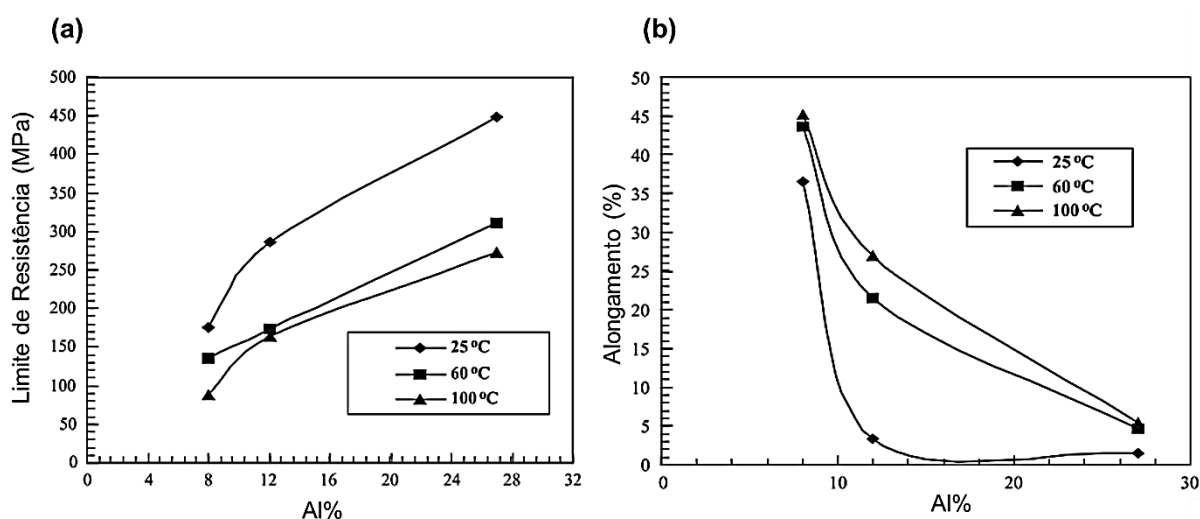 (a)
Limite de Resistência (MPa)
500
450
400
350
300
250
200
150
100
50
0
0 4 8 12 16 20 24 28 32
Al%
25 ºC
60 ºC
100 ºC
(b)
Alongamento (%)
50
45
40
35
30
25
20
15
10
5
0
0 10 20 30
Al%
25 ºC
60 ºC
100 ºC